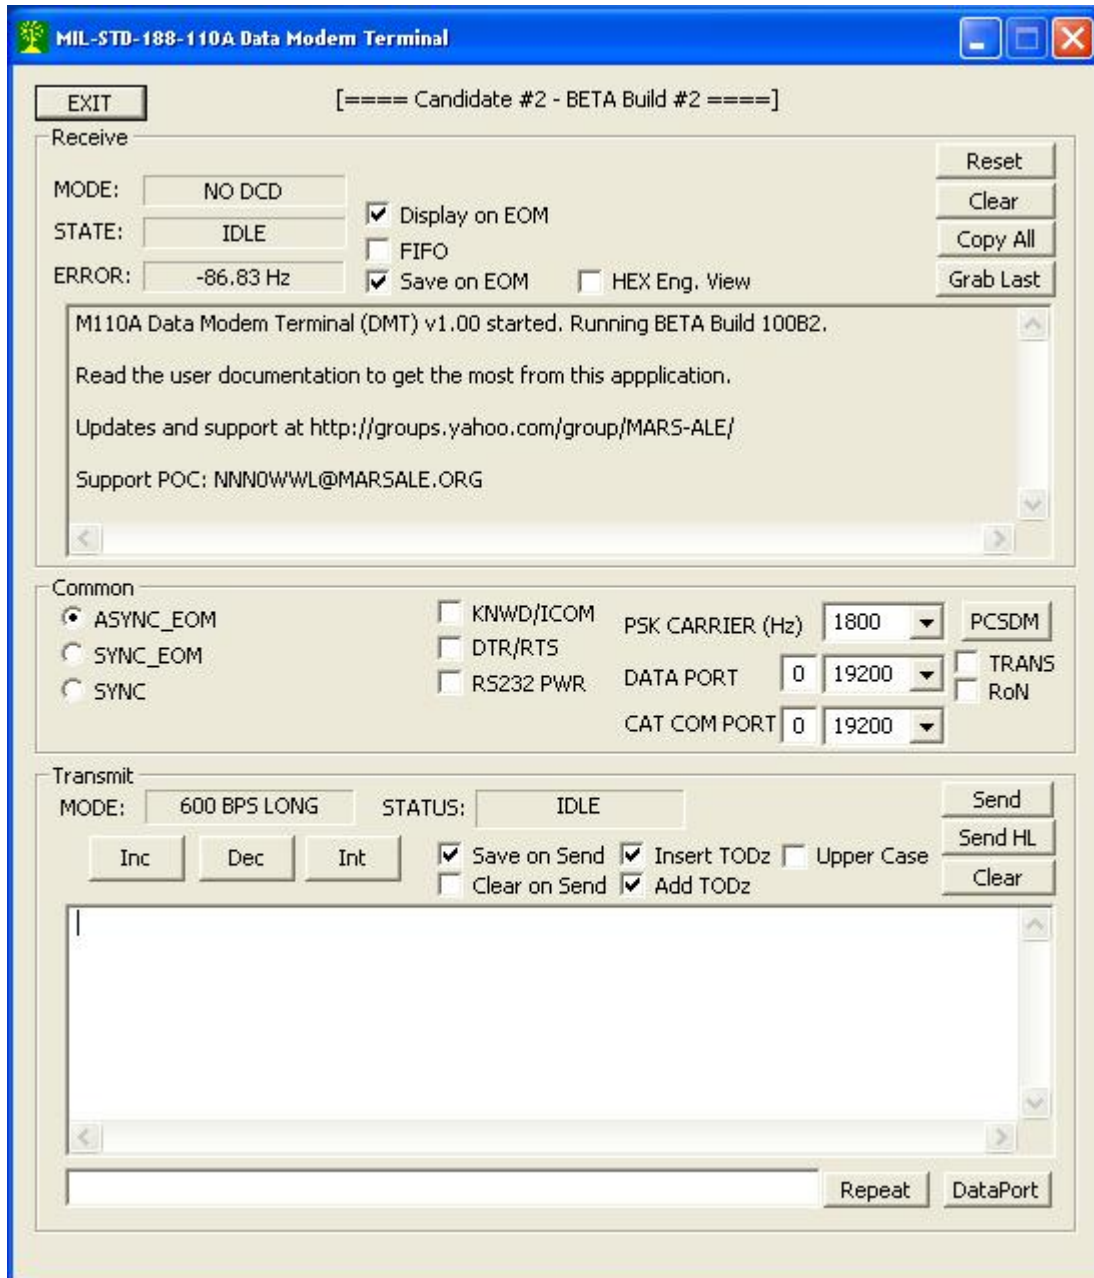 MIL-STD-188-110A Data Modem Terminal
EXIT
[==== Candidate #2 - BETA Build #2 ====]
Receive
Reset
MODE: NO DCD
Clear
Display on EOM
STATE: IDLE
Copy All
FIFO
ERROR: -86.83 Hz
Save on EOM
HEX Eng. View
Grab Last
M110A Data Modem Terminal (DMT) v1.00 started. Running BETA Build 100B2.
Read the user documentation to get the most from this appplication.
Updates and support at http://groups.yahoo.com/group/MARS-ALE/
Support POC: NNN0WWL@MARSALE.ORG
Common
ASYNC_EOM
KNWD/ICOM
PSK CARRIER (Hz) 1800
PCSDM
SYNC_EOM
DTR/RTS
DATA PORT 0 19200
TRANS
SYNC
RS232 PWR
RoN
CAT COM PORT 0 19200
Transmit
MODE: 600 BPS LONG
STATUS: IDLE
Send
Send HL
Inc
Dec
Int
Save on Send
Insert TODz
Upper Case
Clear on Send
Add TODz
Clear
Repeat
DataPort